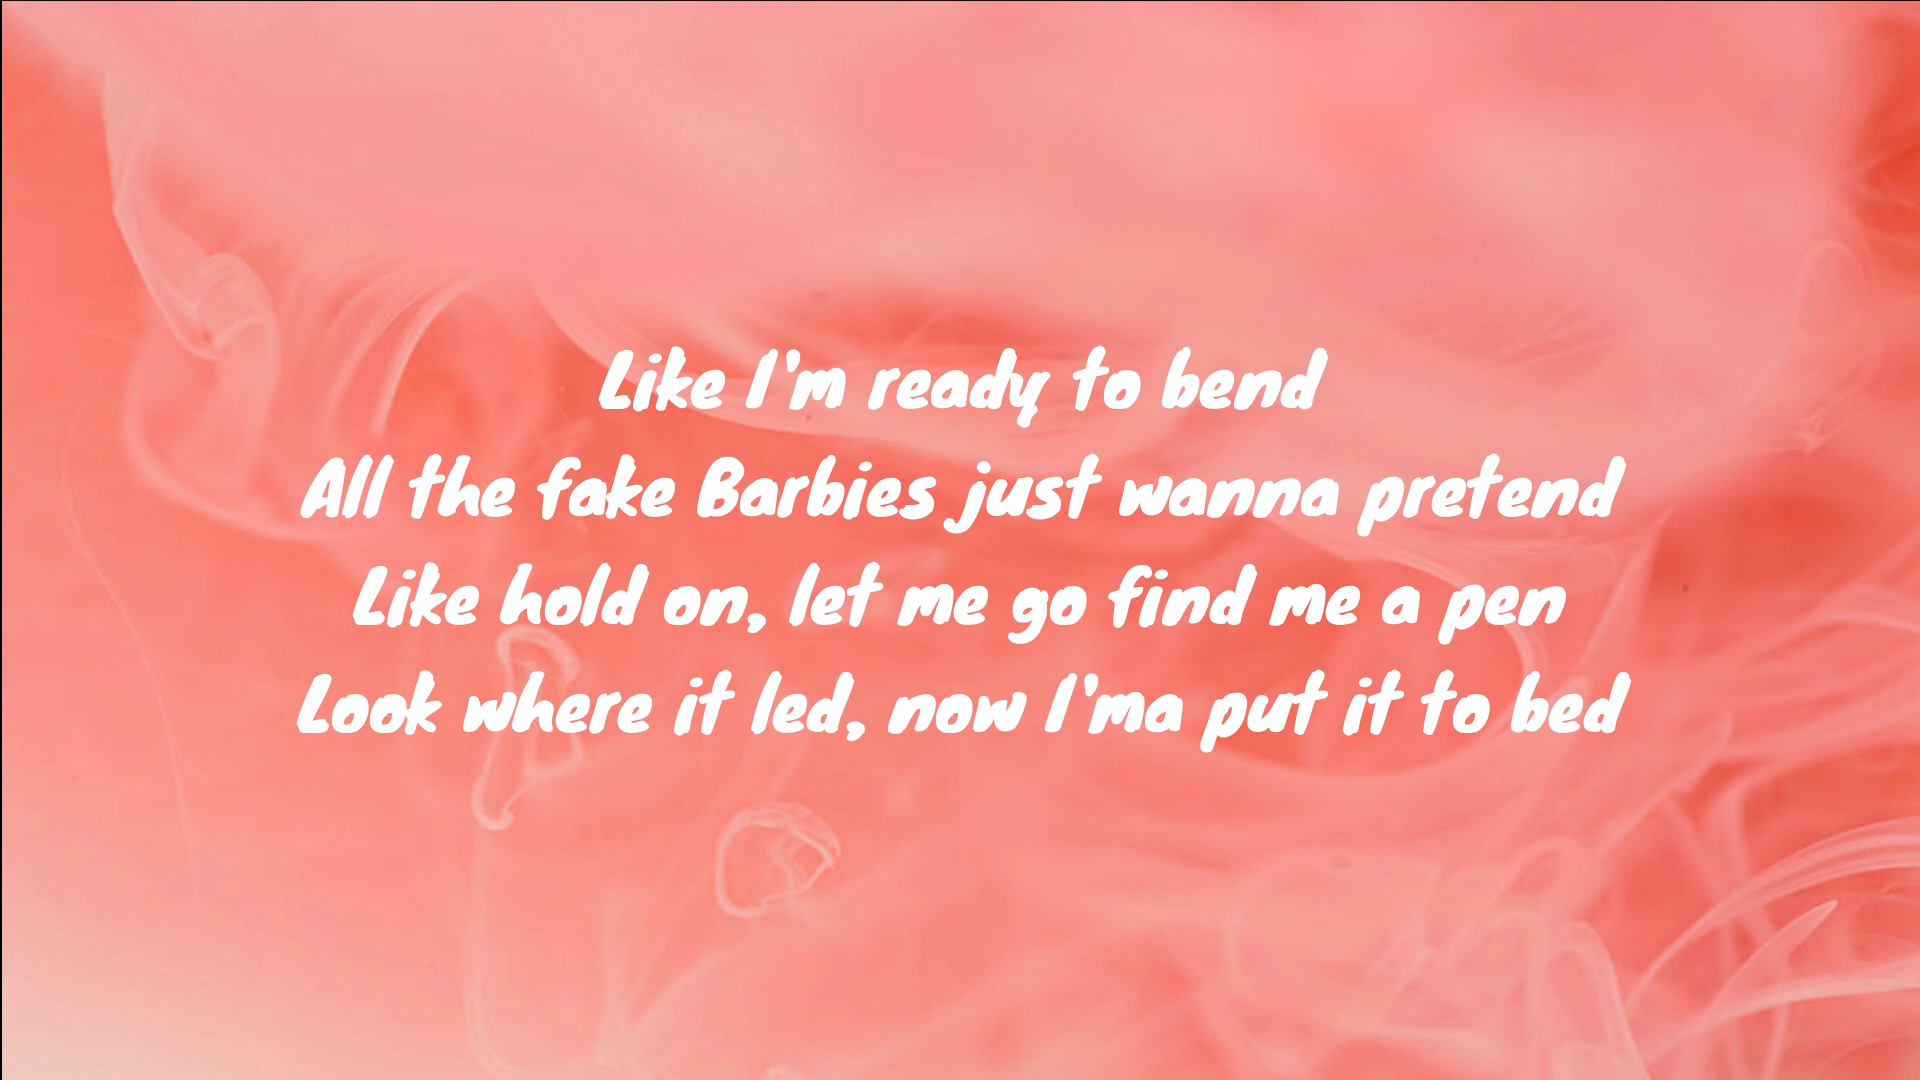 Like I'm ready to bend
All the fake Barbies just wanna pretend
Like hold on, let me go find me a pen
Look where it led, now I'ma put it to bed